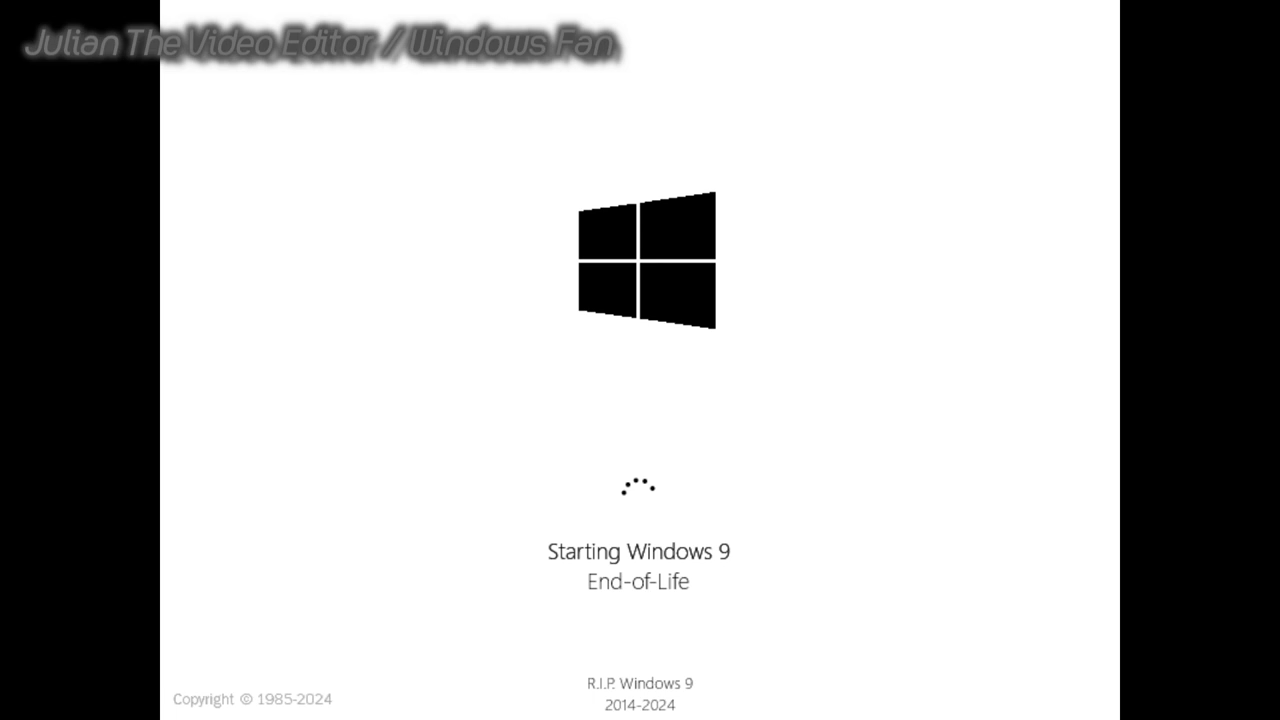 Julian The Video Editor / Windows Fan
Starting Windows 9
End-of-Life
R.I.P. Windows 9
2014-2024
Copyright © 1985-2024